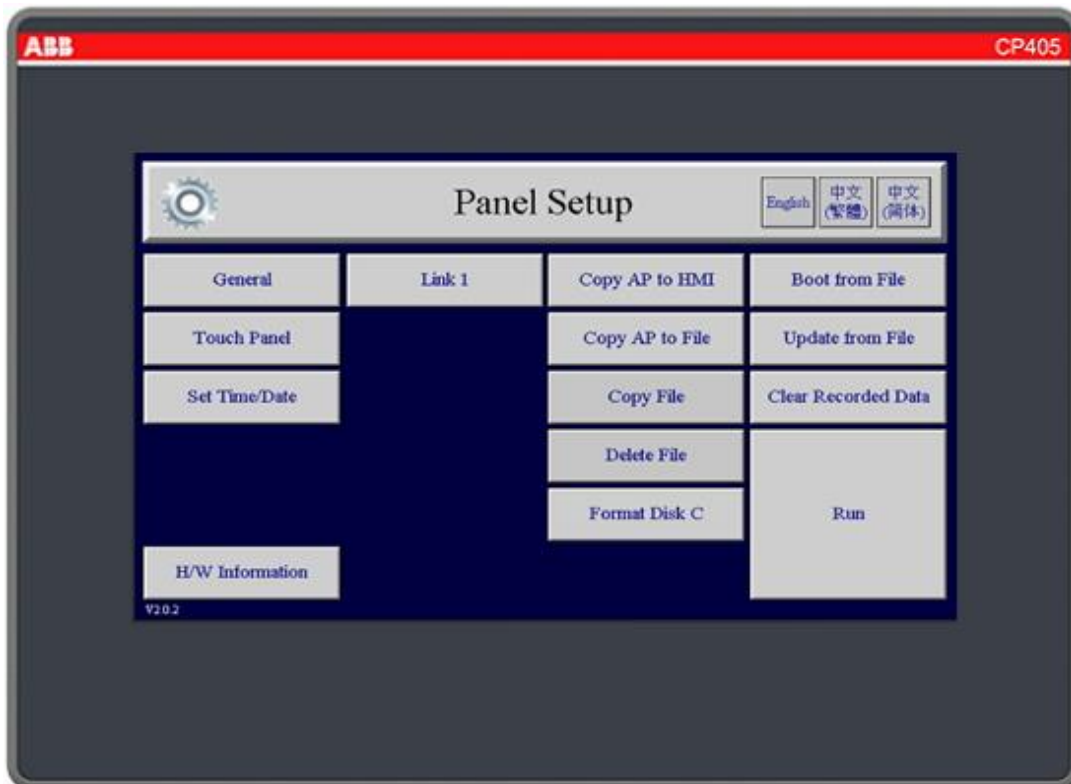 ABB
CP405
Panel Setup
English
中文
(繁體)
中文
(简体)
General
Link 1
Copy AP to HMI
Boot from File
Touch Panel
Copy AP to File
Update from File
Set Time/Date
Copy File
Clear Recorded Data
Delete File
Format Disk C
Run
H/W Information
V2.0.2